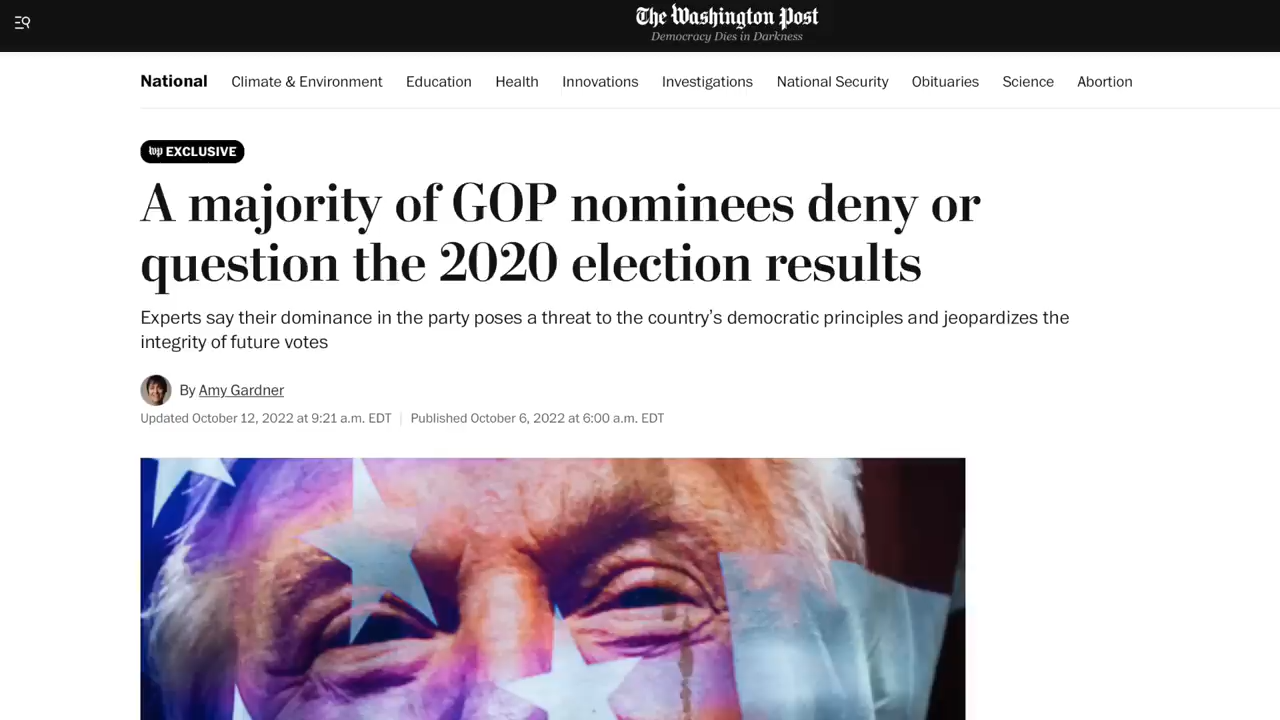 The Washington Post
Democracy Dies in Darkness
National Climate & Environment Education Health Innovations Investigations National Security Obituaries Science Abortion
wp EXCLUSIVE
A majority of GOP nominees deny or
question the 2020 election results
Experts say their dominance in the party poses a threat to the country’s democratic principles and jeopardizes the
integrity of future votes
By Amy Gardner
Updated October 12, 2022 at 9:21 a.m. EDT | Published October 6, 2022 at 6:00 a.m. EDT